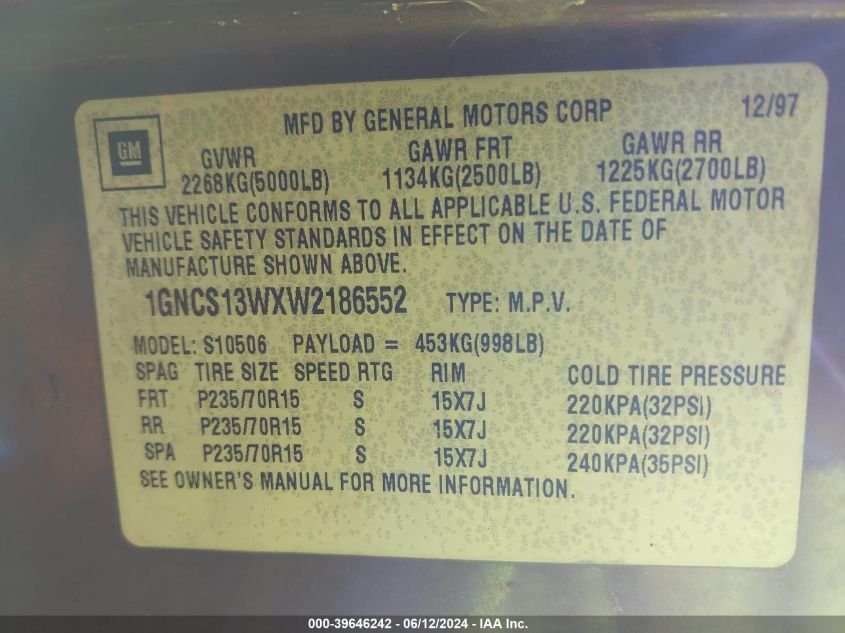 MFD BY GENERAL MOTORS CORP 12/97
GM
GVWR GAWR FRT GAWR RR
2268KG(5000LB) 1134KG(2500LB) 1225KG(2700LB)
THIS VEHICLE CONFORMS TO ALL APPLICABLE U.S. FEDERAL MOTOR
VEHICLE SAFETY STANDARDS IN EFFECT ON THE DATE OF
MANUFACTURE SHOWN ABOVE.
1GNCS13WXW2186552 TYPE: M.P.V.
MODEL: S10506 PAYLOAD = 453KG(998LB)
SPAG TIRE SIZE SPEED RTG RIM COLD TIRE PRESSURE
FRT P235/70R15 S 15X7J 220KPA(32PSI)
RR P235/70R15 S 15X7J 220KPA(32PSI)
SPA P235/70R15 S 15X7J 240KPA(35PSI)
SEE OWNER'S MANUAL FOR MORE INFORMATION.
000-39646242 - 06/12/2024 - IAA Inc.